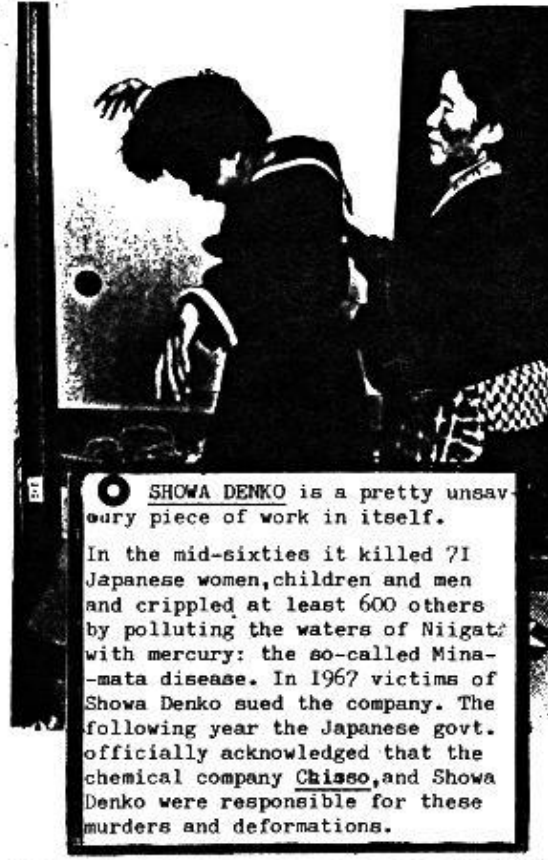 SHOWA DENKO is a pretty unsav-
oury piece of work in itself.
In the mid-sixties it killed 7I
Japanese women,children and men
and crippled at least 600 others
by polluting the waters of Niigata
with mercury: the so-called Mina-
-mata disease. In 1967 victims of
Showa Denko sued the company. The
following year the Japanese govt.
officially acknowledged that the
chemical company Chisso,and Showa
Denko were responsible for these
murders and deformations.